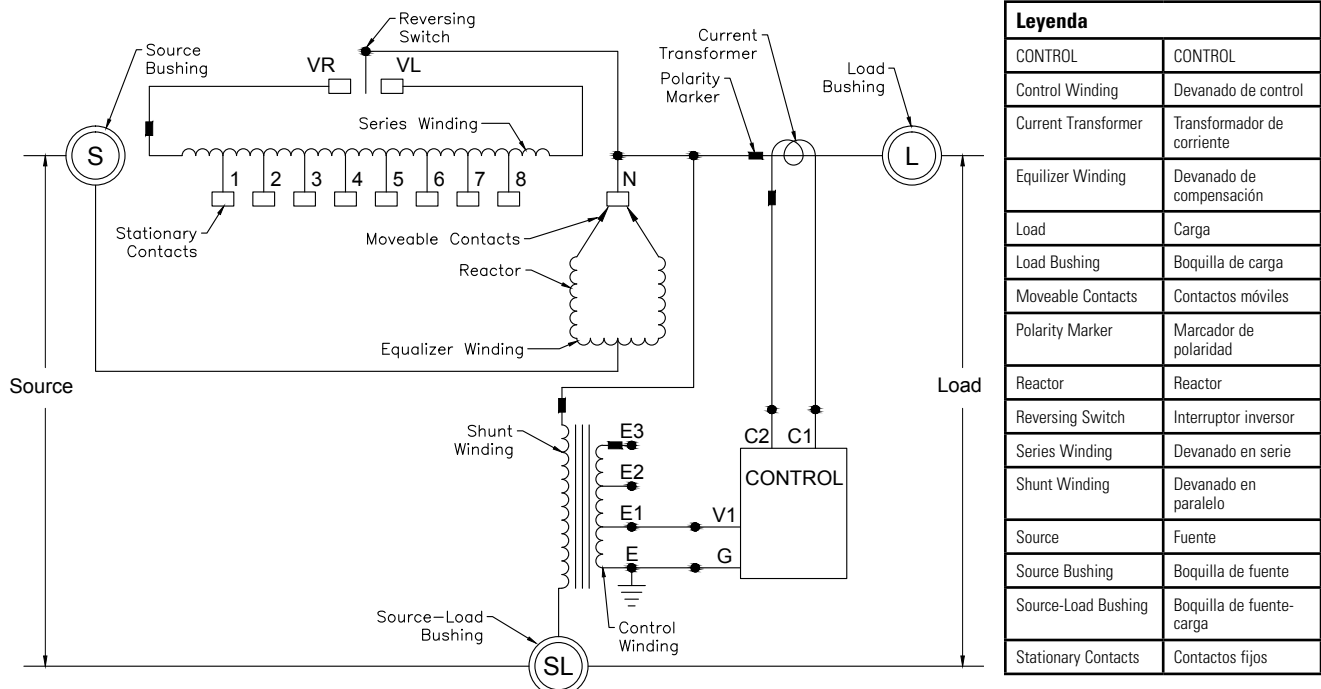 Reversing
Switch
Source
Bushing
VR
VL
Series Winding
Current
Transformer
Polarity
Marker
Load
Bushing
S
L
1
2
3
4
5
6
7
8
N
Stationary
Contacts
Moveable Contacts
Reactor
Equalizer Winding
Source
Load
Shunt
Winding
E3
E2
E1
E
C2
C1
CONTROL
V1
G
Source-Load
Bushing
SL
Control
Winding
Leyenda
CONTROL CONTROL
Control Winding Devanado de control
Current Transformer Transformador de
corriente
Equilizer Winding Devanado de
compensación
Load Carga
Load Bushing Boquilla de carga
Moveable Contacts Contactos móviles
Polarity Marker Marcador de
polaridad
Reactor Reactor
Reversing Switch Interruptor inversor
Series Winding Devanado en serie
Shunt Winding Devanado en
paralelo
Source Fuente
Source Bushing Boquilla de fuente
Source-Load Bushing Boquilla de fuente-
carga
Stationary Contacts Contactos fijos